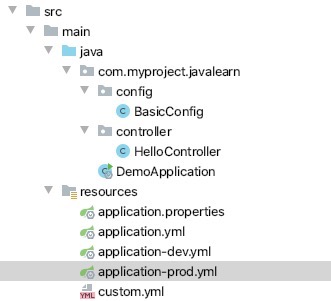 src
main
java
com.myproject.javalearn
config
BasicConfig
controller
HelloController
DemoApplication
resources
application.properties
application.yml
application-dev.yml
application-prod.yml
custom.yml